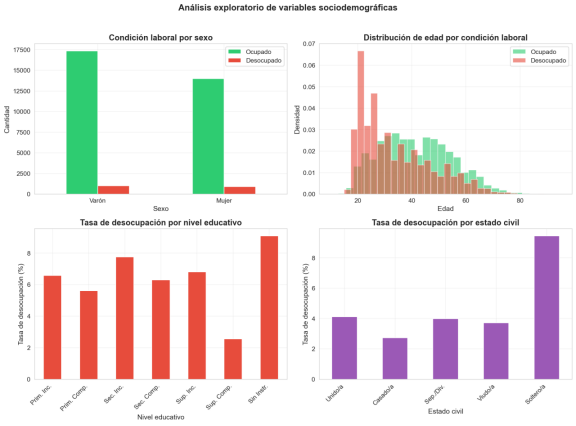 Análisis exploratorio de variables sociodemográficas
Condición laboral por sexo
Cantidad
17500
15000
12500
10000
7500
5000
2500
0
Ocupado
Desocupado
Varón
Mujer
Sexo
Distribución de edad por condición laboral
Densidad
0.07
0.06
0.05
0.04
0.03
0.02
0.01
0.00
Ocupado
Desocupado
20
40
60
80
Edad
Tasa de desocupación por nivel educativo
Tasa de desocupación (%)
8
6
4
2
0
Prim. Inc.
Prim. Comp.
Sec. Inc.
Sec. Comp.
Sup. Inc.
Sup. Comp.
Sin Instr.
Nivel educativo
Tasa de desocupación por estado civil
Tasa de desocupación (%)
8
6
4
2
0
Unido/a
Casado/a
Sep./Div.
Viudo/a
Soltero/a
Estado civil